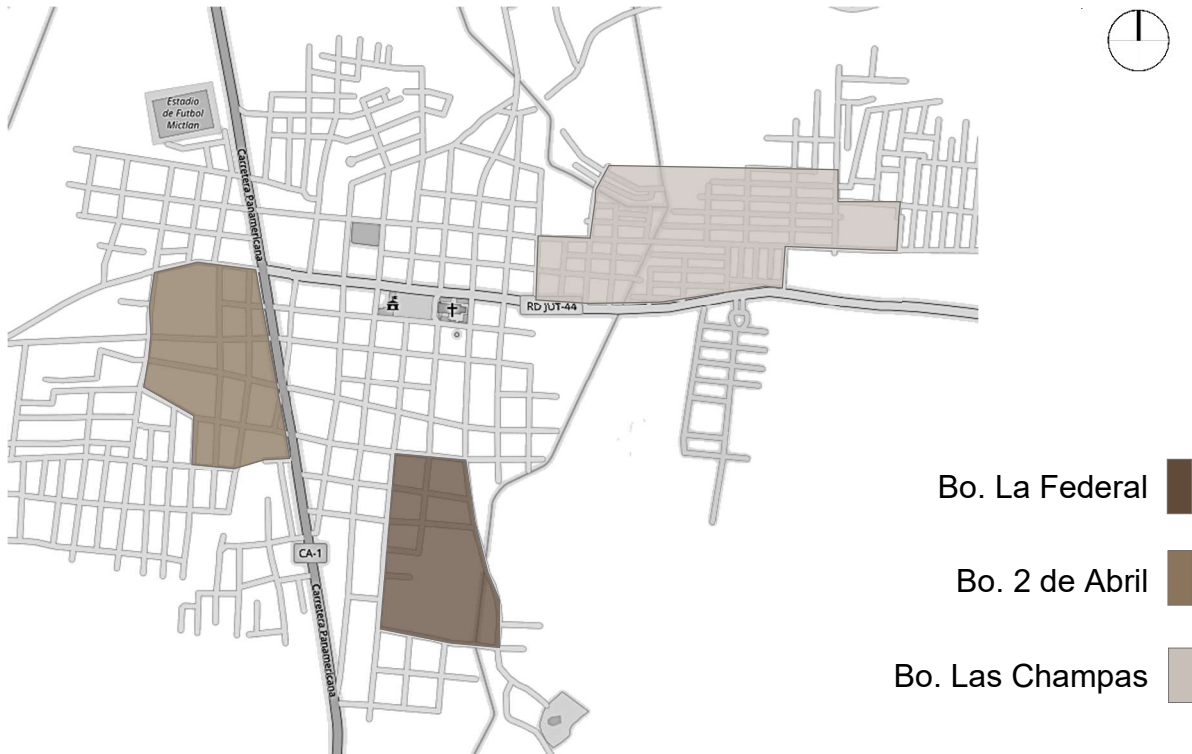 Estadio
de Futbol
Mictlan
Carretera Panamericana
RD JUT-44
Bo. La Federal
CA-1
Bo. 2 de Abril
Carretera Panamericana
Bo. Las Champas